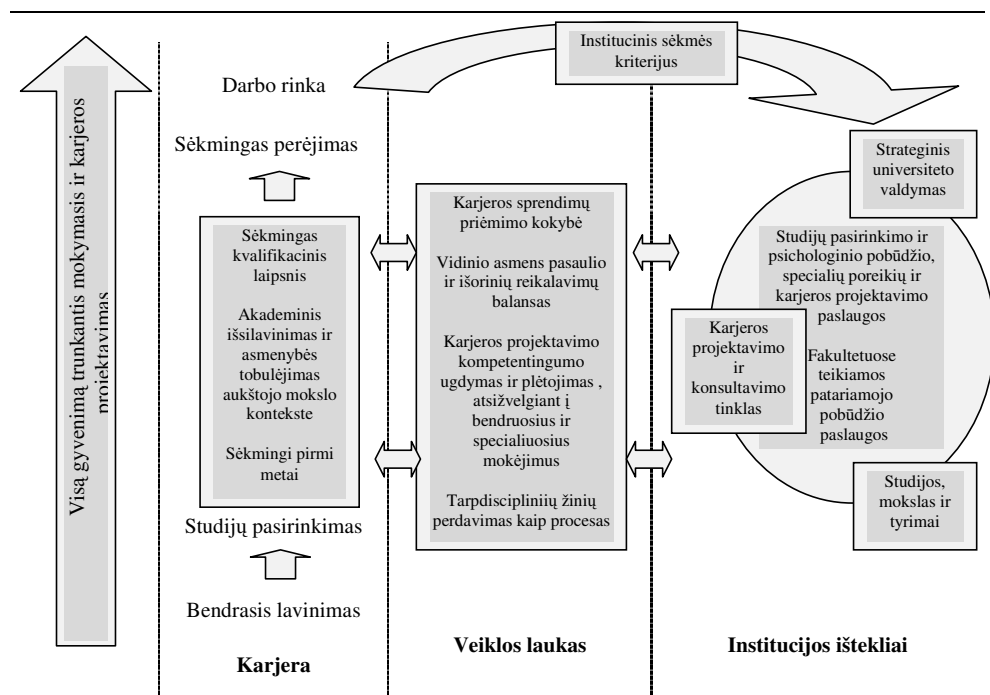 Visą gyvenimą trunkantis mokymasis ir karjeros
projektavimas
Darbo rinka
Sėkmingas perėjimas
Sėkmingas
kvalifikacinis
laipsnis
Akademinis
išsilavinimas ir
asmenybės
tobulėjimas
aukštojo mokslo
kontekste
Sėkmingi pirmi
metai
Studijų pasirinkimas
Bendrasis lavinimas
Karjera
Institucinis sėkmės
kriterijus
Karjeros sprendimų
priėmimo kokybė
Vidinio asmens pasaulio
ir išorinių reikalavimų
balansas
Karjeros projektavimo
kompetentingumo
ugdymas ir plėtojimas ,
atsižvelgiant į
bendruosius ir
specialiuosius
mokėjimus
Tarpdisciplinių žinių
perdavimas kaip procesas
Veiklos laukas
Strateginis
universiteto
valdymas
Studijų pasirinkimo ir
psichologinio pobūdžio,
specialių poreikių ir
karjeros projektavimo
paslaugos
Karjeros
projektavimo
ir
konsultavimo
tinklas
Fakultetuose
teikiamos
patariamojo
pobūdžio
paslaugos
Studijos,
mokslas ir
tyrimai
Institucijos ištekliai